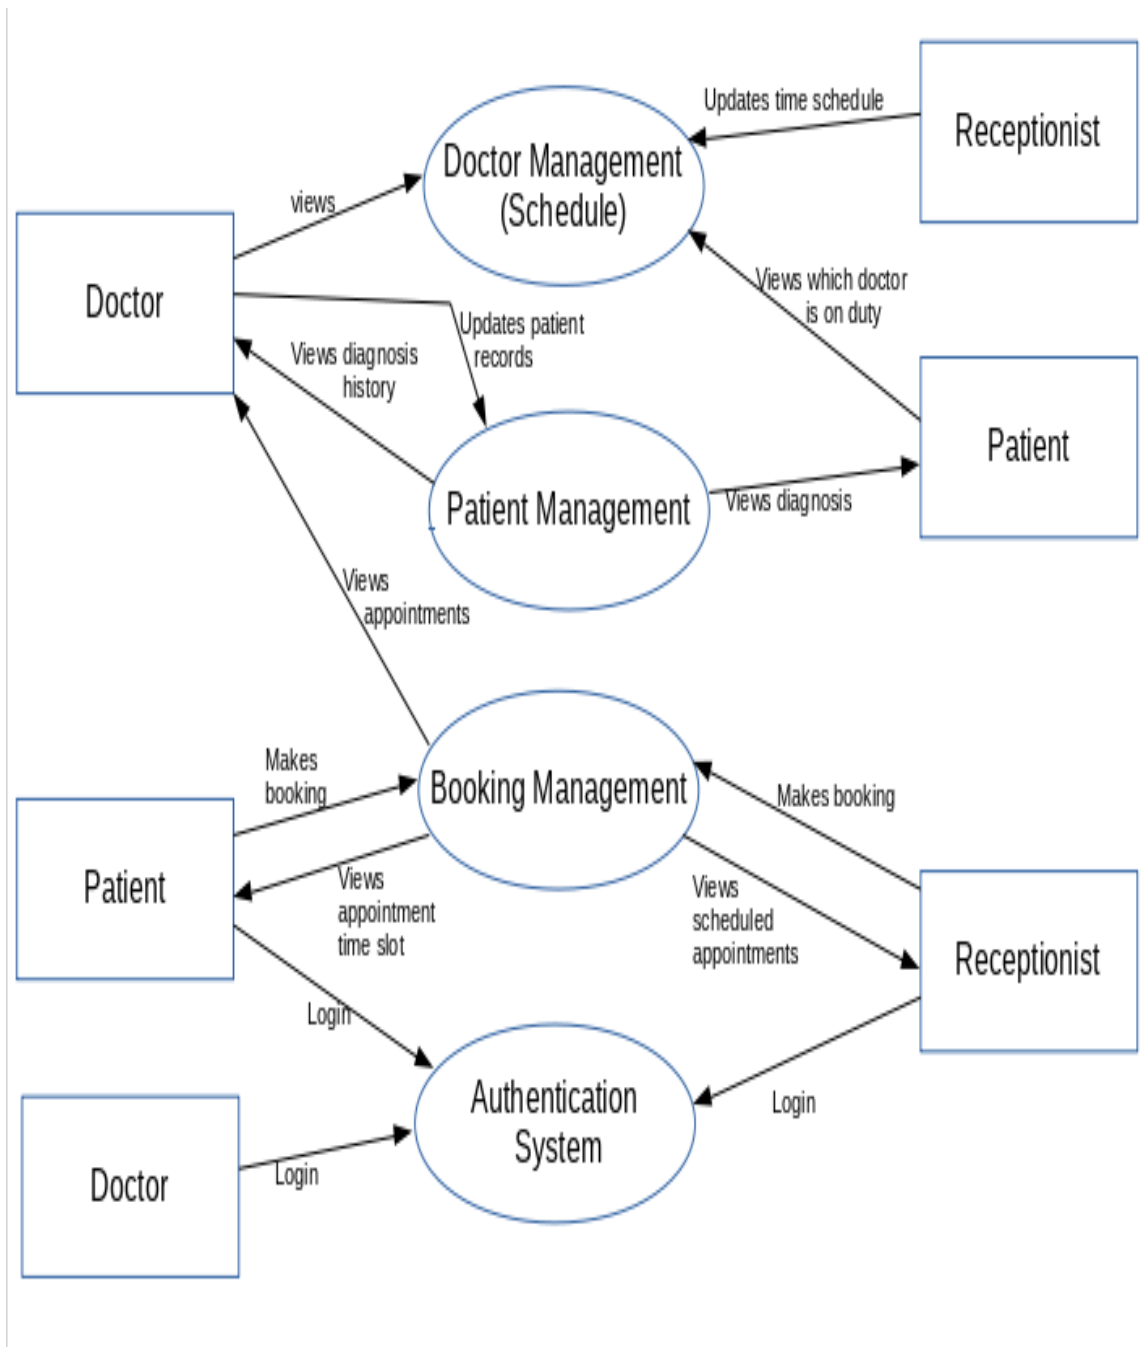 Updates time schedule
Receptionist
Doctor Management
(Schedule)
views
Doctor
Views which doctor
is on duty
Updates patient
records
Views diagnosis
history
Patient
Patient Management
Views diagnosis
Views
appointments
Makes
booking
Booking Management
Makes booking
Patient
Views
appointment
time slot
Views
scheduled
appointments
Receptionist
Login
Authentication
System
Login
Doctor
Login